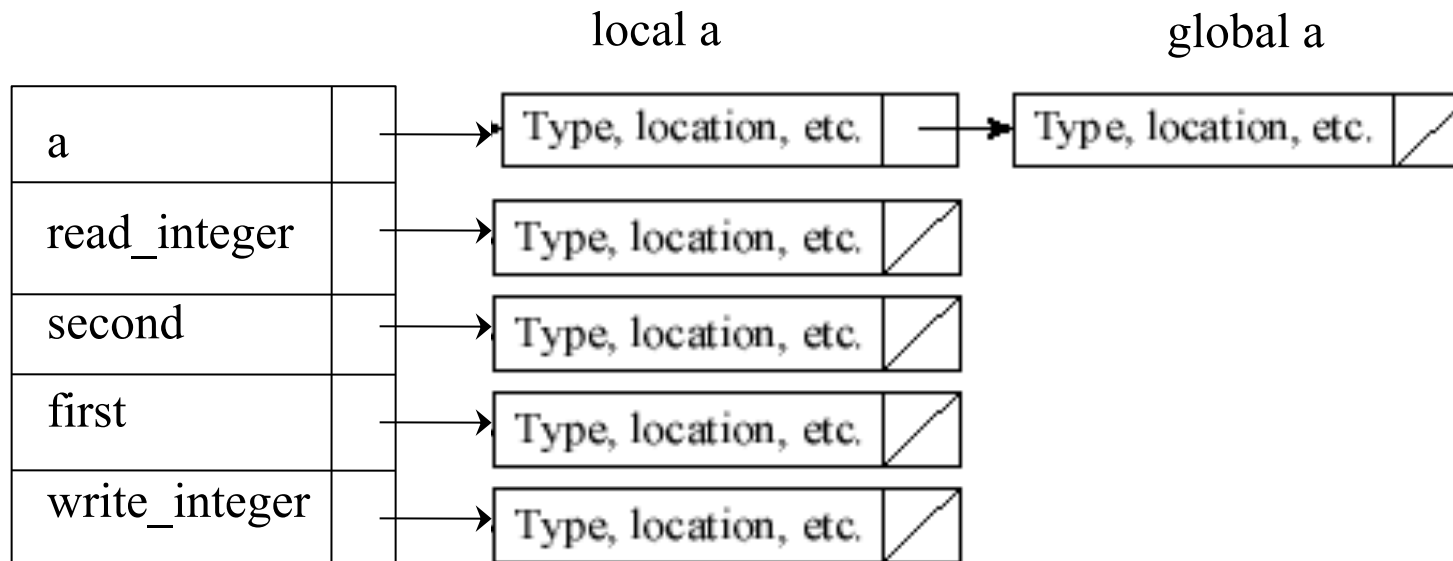 local a
global a
a
Type, location, etc.
Type, location, etc.
read_integer
Type, location, etc.
second
Type, location, etc.
first
Type, location, etc.
write_integer
Type, location, etc.